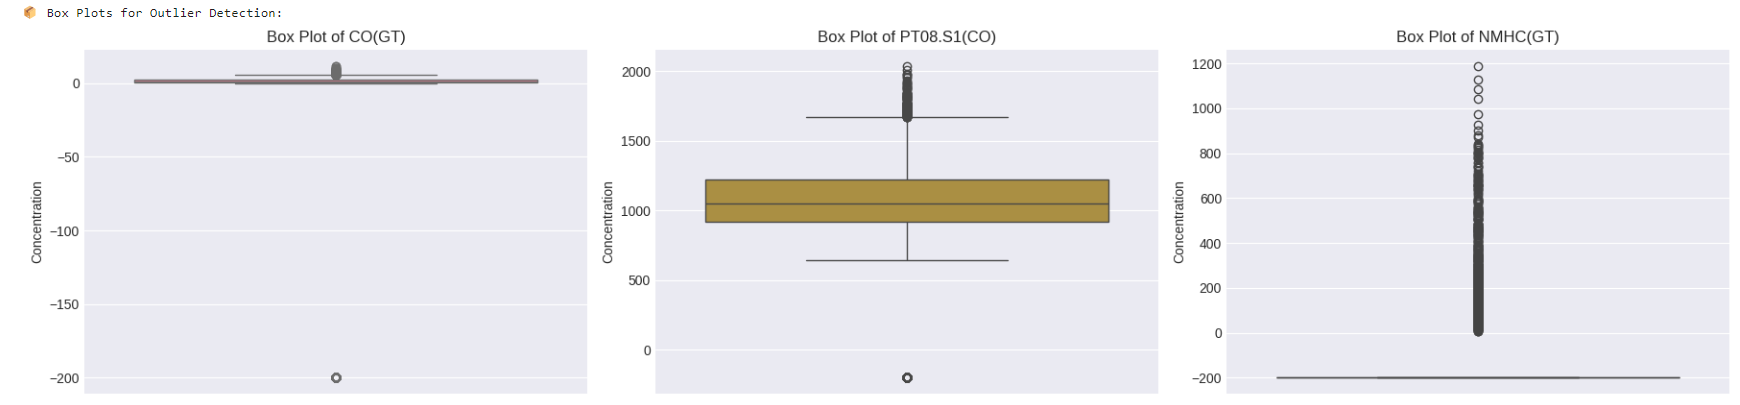 📦 Box Plots for Outlier Detection:
Box Plot of CO(GT)
0
−50
−100
−150
−200
Concentration
Box Plot of PT08.S1(CO)
2000
1500
1000
500
0
Concentration
Box Plot of NMHC(GT)
1200
1000
800
600
400
200
0
−200
Concentration